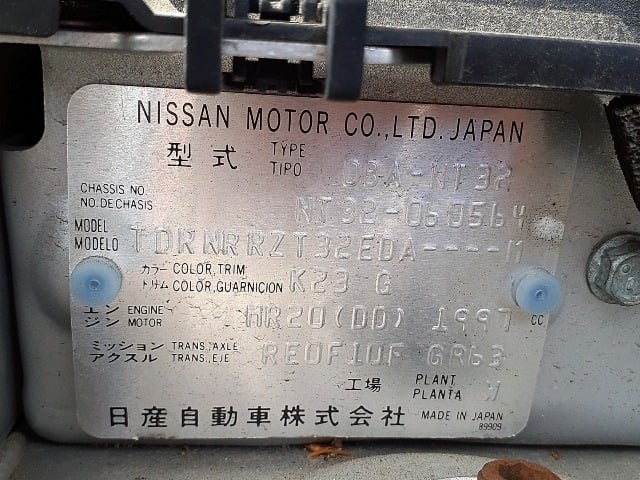 NISSAN MOTOR CO.,LTD. JAPAN
型式 TYPE TIPO DBA-NT32
CHASSIS NO. NO. DE CHASIS NT32-060564
MODEL MODELO TDRNRRZT32EDA----M
カラー トリム COLOR,TRIM COLOR,GUARNICION K23 G
エンジン ENGINE MOTOR MR20(DD) 1997 CC
ミッション アクスル TRANS.,AXLE TRANS.,EJE RE0F10F GR63
工場 PLANT PLANTA
日産自動車株式会社 MADE IN JAPAN
89909